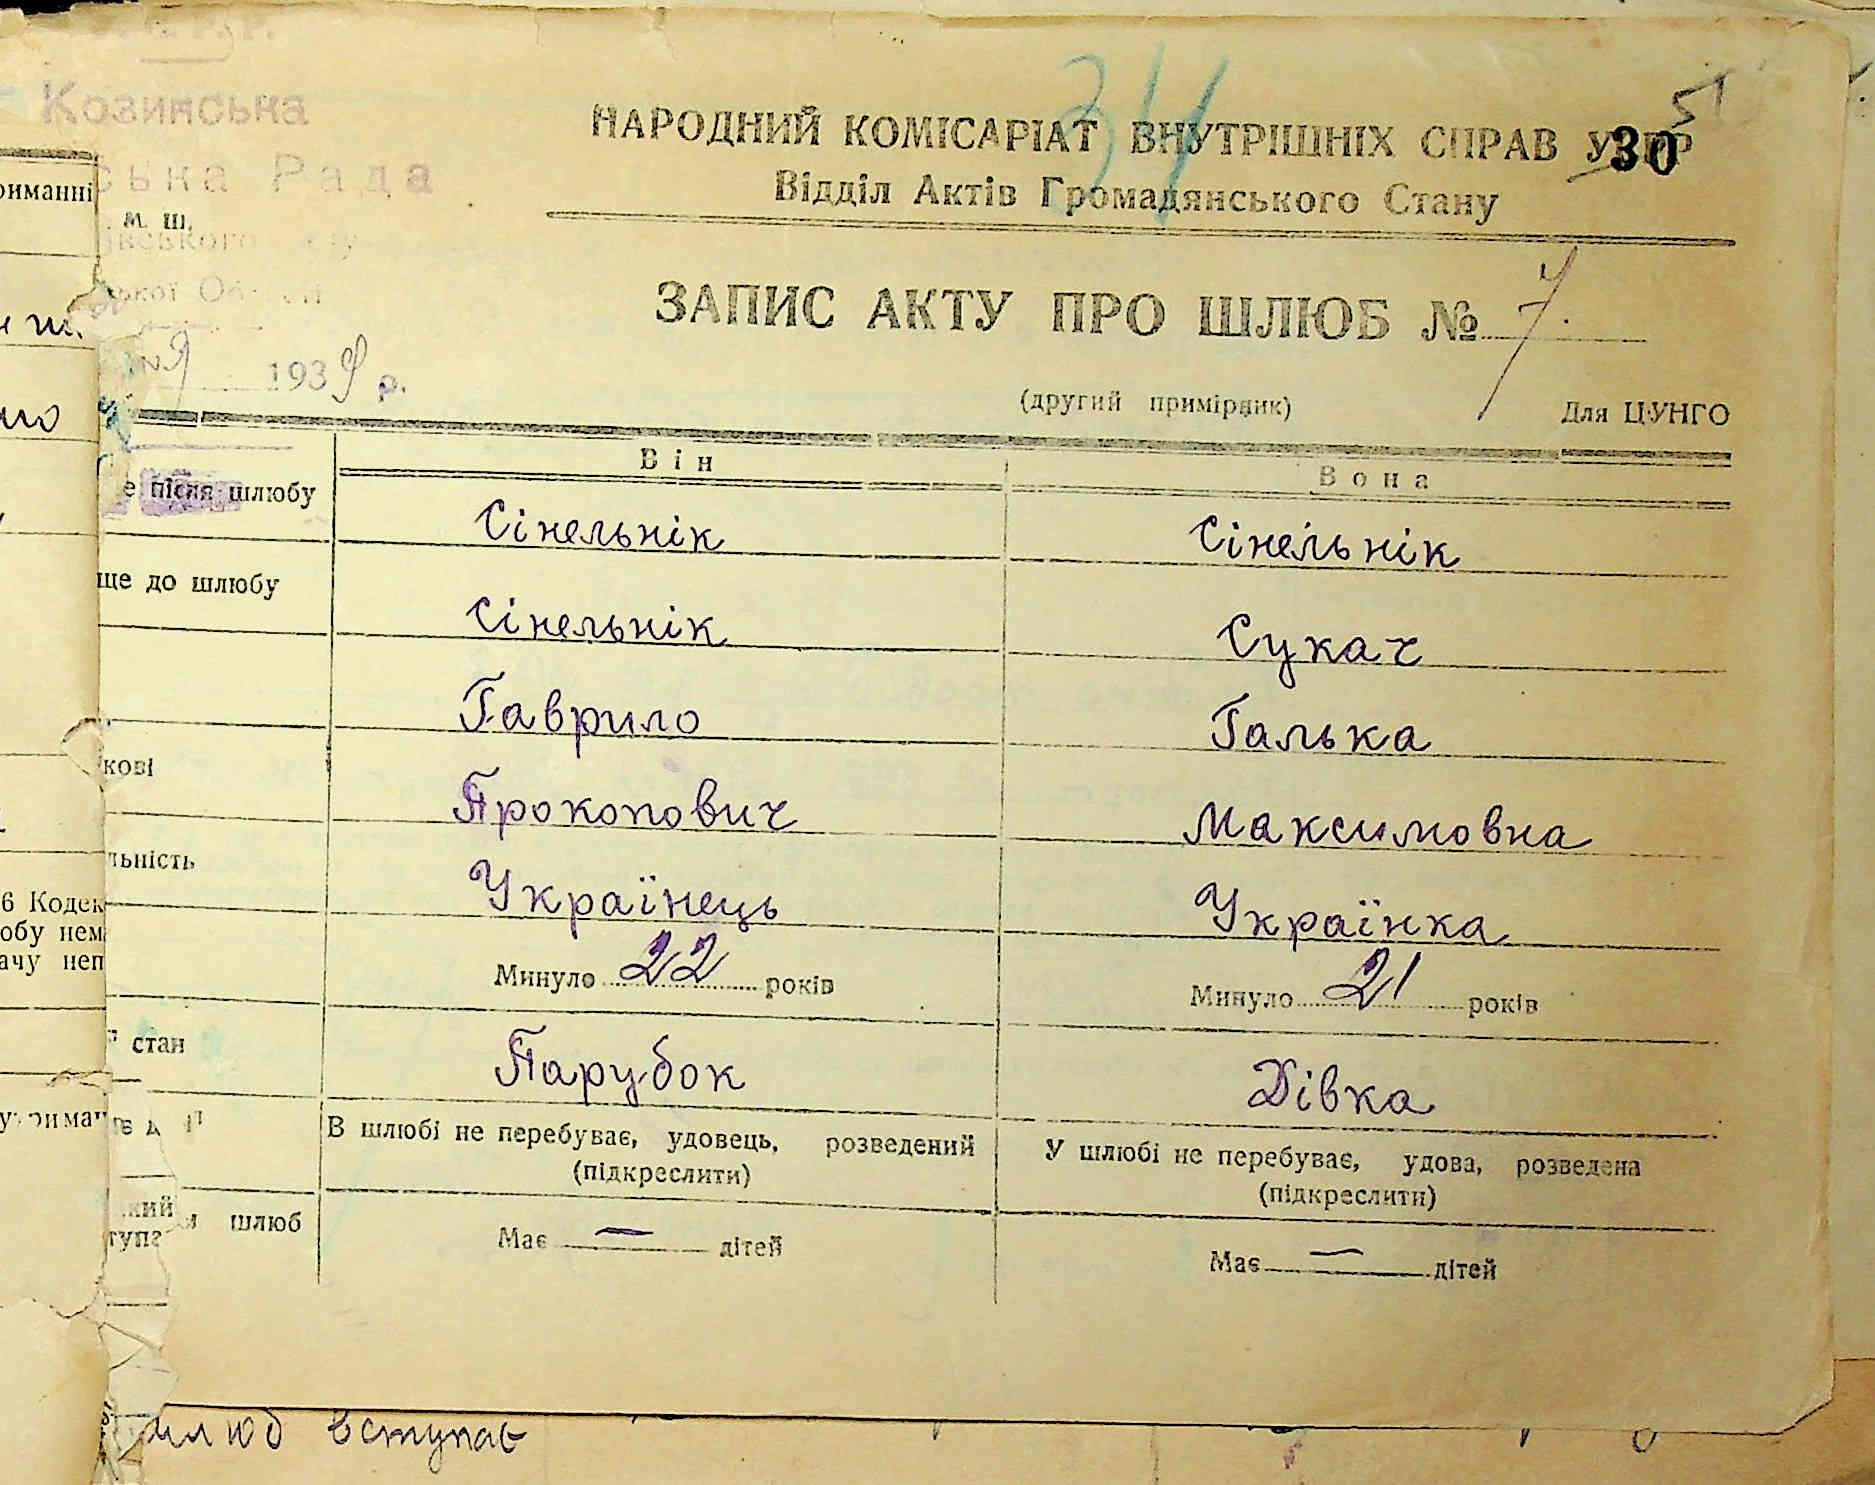 Козинська
ська Рада
м. ш.
НАРОДНИЙ КОМІСАРІАТ ВНУТРІШНІХ СПРАВ
30
51
34
Відділ Актів Громадянського Стану
ЗАПИС АКТУ ПРО ШЛЮБ № 7.
1939 р.
(другий примірник)
Для ЦУНГО
Він
Вона
е після шлюбу
Сінельнік
Сінельнік
ще до шлюбу
Сінельнік
Сукач
Гаврило
Галька
кові
Прокопович
Максимовна
льність
Українець
Українка
Минуло 22 років
Минуло 21 років
стан
Парубок
Дівка
В шлюбі не перебуває, удовець, розведений
(підкреслити)
У шлюбі не перебуває, удова, розведена
(підкреслити)
шлюб
Має — дітей
Має — дітей
риманні
6 Кодек
обу нем
ачу неп
шлюб вступає